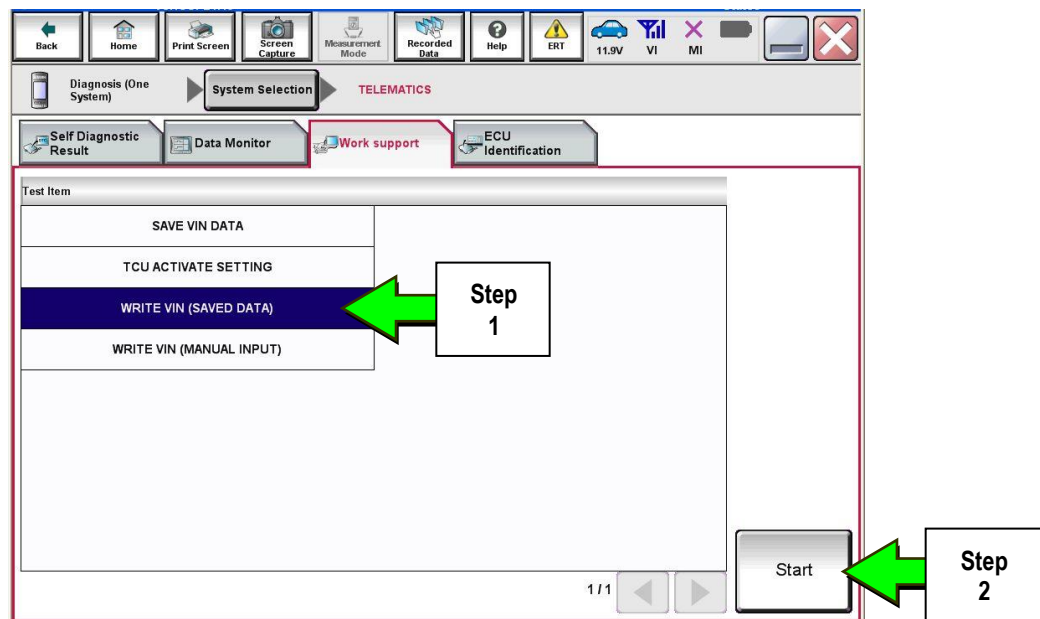 Back
Home
Print Screen
Screen
Capture
Measurement
Mode
Recorded
Data
Help
ERT
11.9V
VI
MI
Diagnosis (One
System)
System Selection
TELEMATICS
Self Diagnostic
Result
Data Monitor
Work support
ECU
Identification
Test Item
SAVE VIN DATA
TCU ACTIVATE SETTING
WRITE VIN (SAVED DATA)
WRITE VIN (MANUAL INPUT)
Step
1
1/1
Start
Step
2